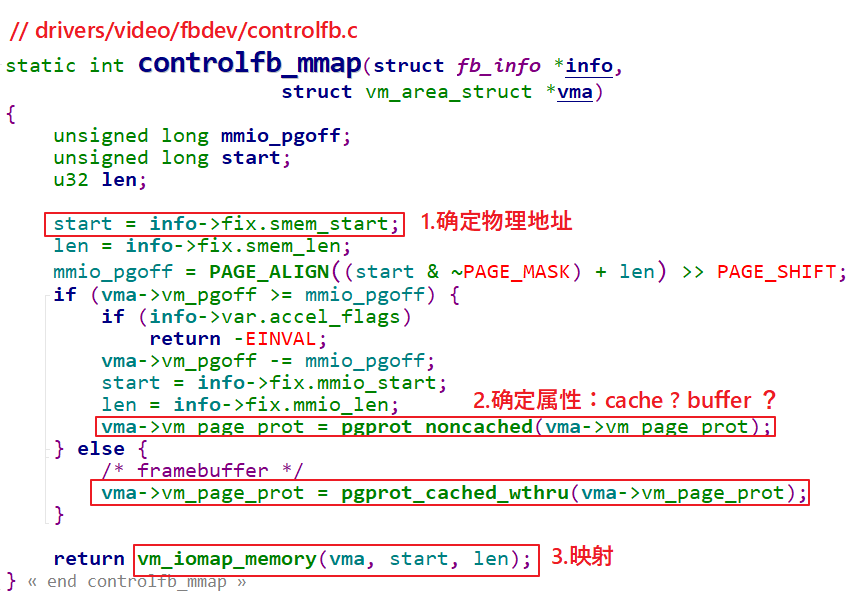 // drivers/video/fbdev/controlfb.c
static int controlfb_mmap(struct fb_info *info,
struct vm_area_struct *vma)
{
unsigned long mmio_pgoff;
unsigned long start;
u32 len;
start = info->fix.smem_start; 1.确定物理地址
len = info->fix.smem_len;
mmio_pgoff = PAGE_ALIGN((start & ~PAGE_MASK) + len) >> PAGE_SHIFT;
if (vma->vm_pgoff >= mmio_pgoff) {
if (info->var.accel_flags)
return -EINVAL;
vma->vm_pgoff -= mmio_pgoff;
start = info->fix.mmio_start;
len = info->fix.mmio_len; 2.确定属性：cache ? buffer ？
vma->vm_page_prot = pgprot_noncached(vma->vm_page_prot);
} else {
/* framebuffer */
vma->vm_page_prot = pgprot_cached_wthru(vma->vm_page_prot);
}
return vm_iomap_memory(vma, start, len); 3.映射
} « end controlfb_mmap »